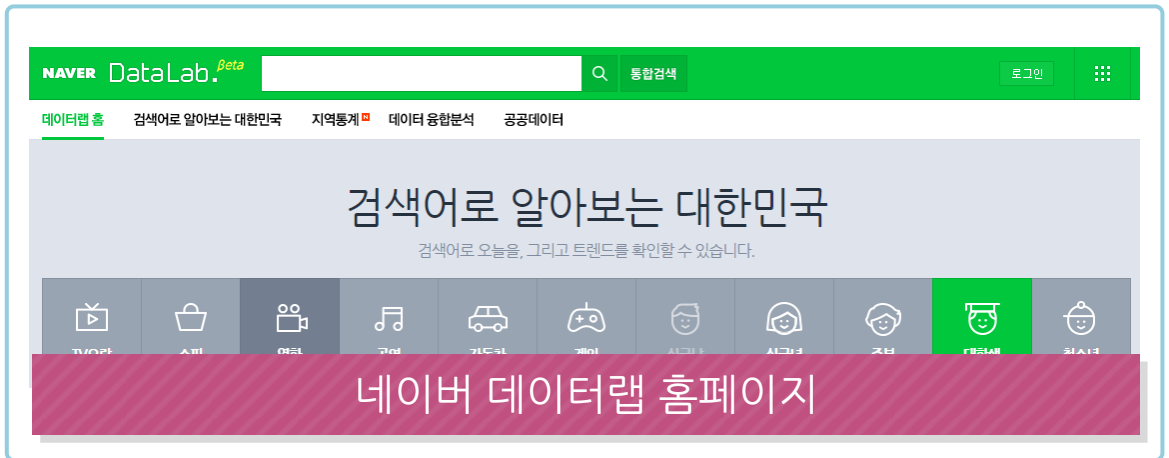 NAVER DataLab. Beta
통합검색
로그인
데이터랩 홈 검색어로 알아보는 대한민국 지역통계 N 데이터 융합분석 공공데이터
검색어로 알아보는 대한민국
검색어로 오늘을, 그리고 트렌드를 확인할 수 있습니다.
네이버 데이터랩 홈페이지